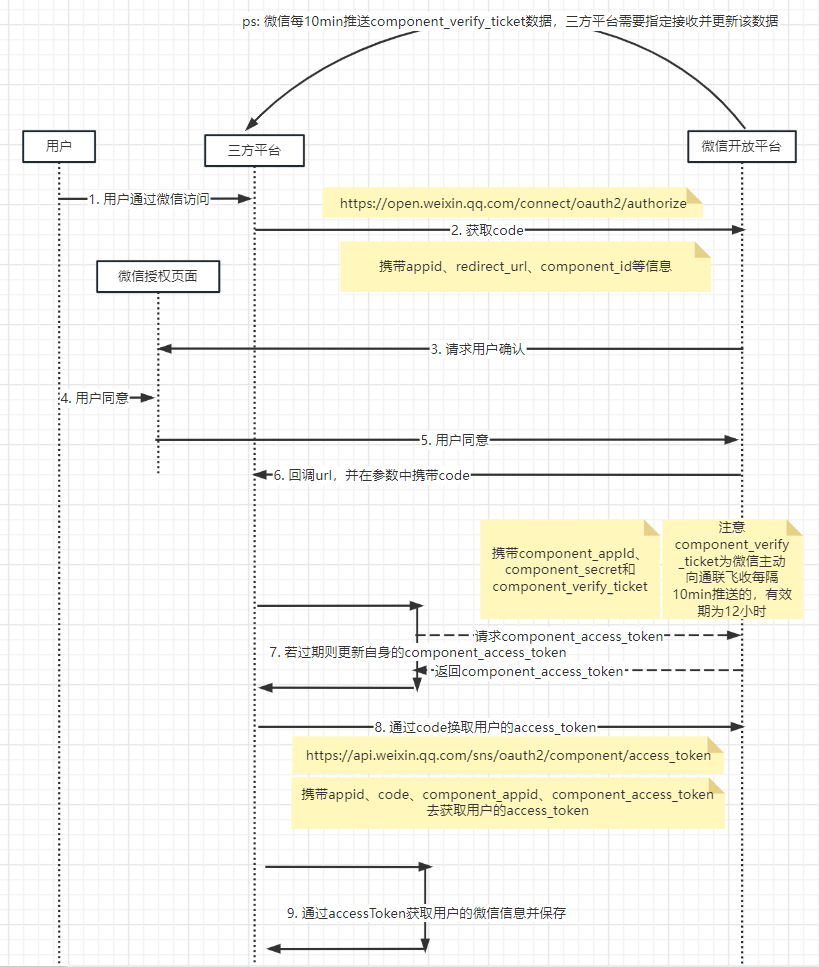 ps: 微信每10min推送component_verify_ticket数据，三方平台需要指定接收并更新该数据
用户
三方平台
微信开放平台
1. 用户通过微信访问
https://open.weixin.qq.com/connect/oauth2/authorize
2. 获取code
携带appid、redirect_url、component_id等信息
微信授权页面
3. 请求用户确认
4. 用户同意
5. 用户同意
6. 回调url，并在参数中携带code
携带component_appId、
component_secret和
component_verify_ticket
注意
component_verify
_ticket为微信主动
向通联飞收每隔
10min推送的，有效
期为12小时
请求component_access_token
7. 若过期则更新自身的component_access_token
返回component_access_token
8. 通过code换取用户的access_token
https://api.weixin.qq.com/sns/oauth2/component/access_token
携带appid、code、component_appid、component_access_token
去获取用户的access_token
9. 通过accessToken获取用户的微信信息并保存